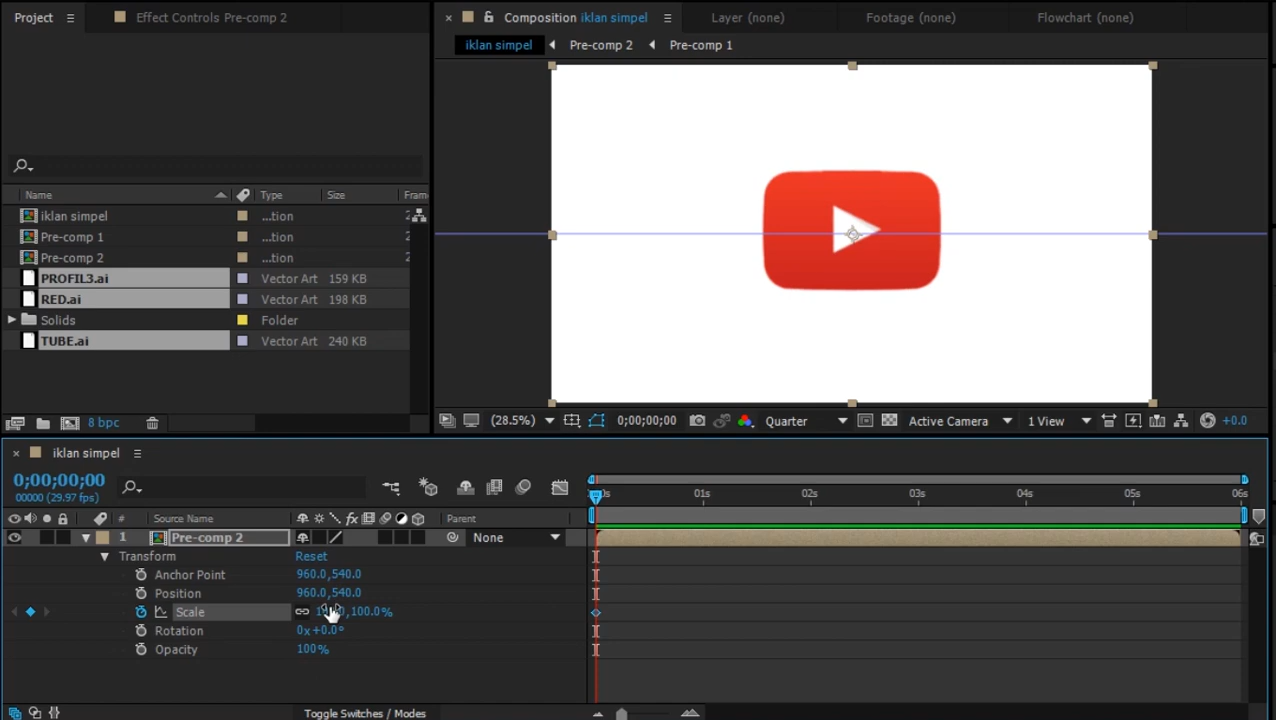 Project Effect Controls Pre-comp 2
Composition iklan simpel Layer (none) Footage (none) Flowchart (none)
iklan simpel Pre-comp 2 Pre-comp 1
Name Type Size Fram
iklan simpel ...tion 2
Pre-comp 1 ...tion 2
Pre-comp 2 ...tion 2
PROFIL3.ai Vector Art 159 KB
RED.ai Vector Art 198 KB
Solids Folder
TUBE.ai Vector Art 240 KB
8 bpc
(28.5%) 0;00;00;00 Quarter Active Camera 1 View +0.0
iklan simpel
0;00;00;00
00000 (29.97 fps)
0s 01s 02s 03s 04s 05s 06s
# Source Name fx Parent
1 Pre-comp 2 None
Transform Reset
Anchor Point 960.0,540.0
Position 960.0,540.0
Scale ,100.0%
Rotation 0x+0.0°
Opacity 100%
Toggle Switches / Modes